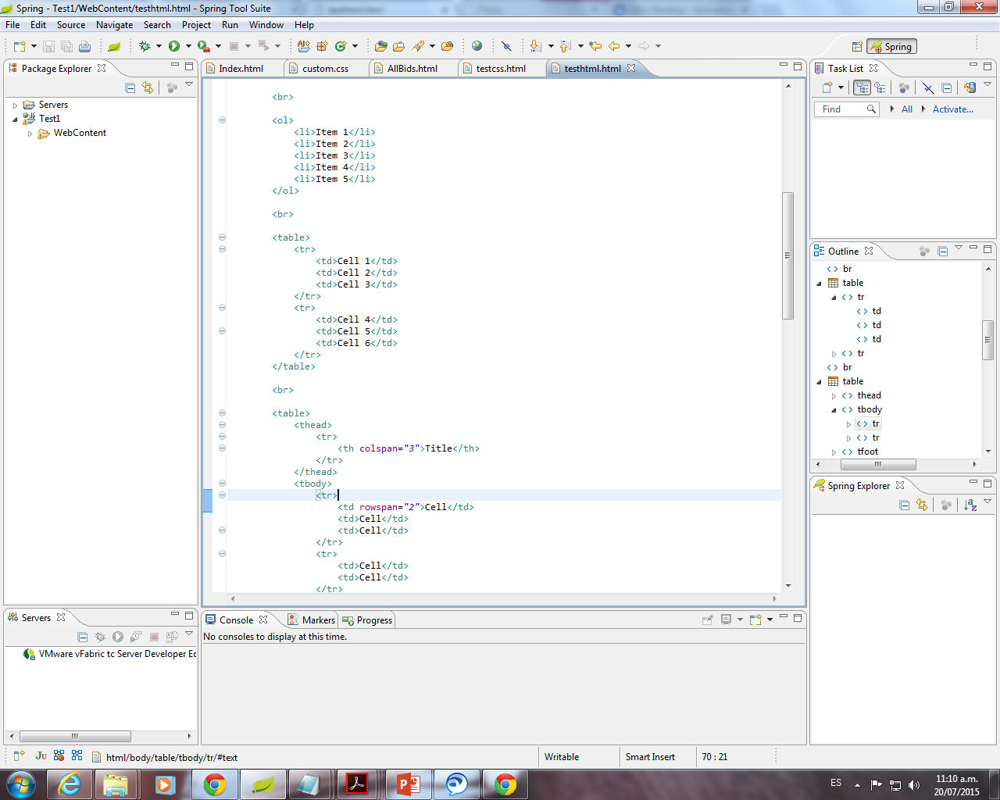 Spring - Test1/WebContent/testhtml.html - Spring Tool Suite
File Edit Source Navigate Search Project Run Window Help
Spring
Package Explorer
Servers
Test1
WebContent
Index.html custom.css AllBids.html testcss.html testhtml.html
<br>
<ol>
<li>Item 1</li>
<li>Item 2</li>
<li>Item 3</li>
<li>Item 4</li>
<li>Item 5</li>
</ol>
<br>
<table>
<tr>
<td>Cell 1</td>
<td>Cell 2</td>
<td>Cell 3</td>
</tr>
<tr>
<td>Cell 4</td>
<td>Cell 5</td>
<td>Cell 6</td>
</tr>
</table>
<br>
<table>
<thead>
<tr>
<th colspan="3">Title</th>
</tr>
</thead>
<tbody>
<tr>
<td rowspan="2">Cell</td>
<td>Cell</td>
<td>Cell</td>
</tr>
<tr>
<td>Cell</td>
<td>Cell</td>
</tr>
Task List
Find All Activate...
Outline
<> br
table
<> tr
<> td
<> td
<> td
<> tr
<> br
table
<> thead
<> tbody
<> tr
<> tr
<> tfoot
Spring Explorer
Servers
VMware vFabric tc Server Developer Ec
Console Markers Progress
No consoles to display at this time.
html/body/table/tbody/tr/#text
Writable
Smart Insert
70 : 21
ES
11:10 a.m.
20/07/2015